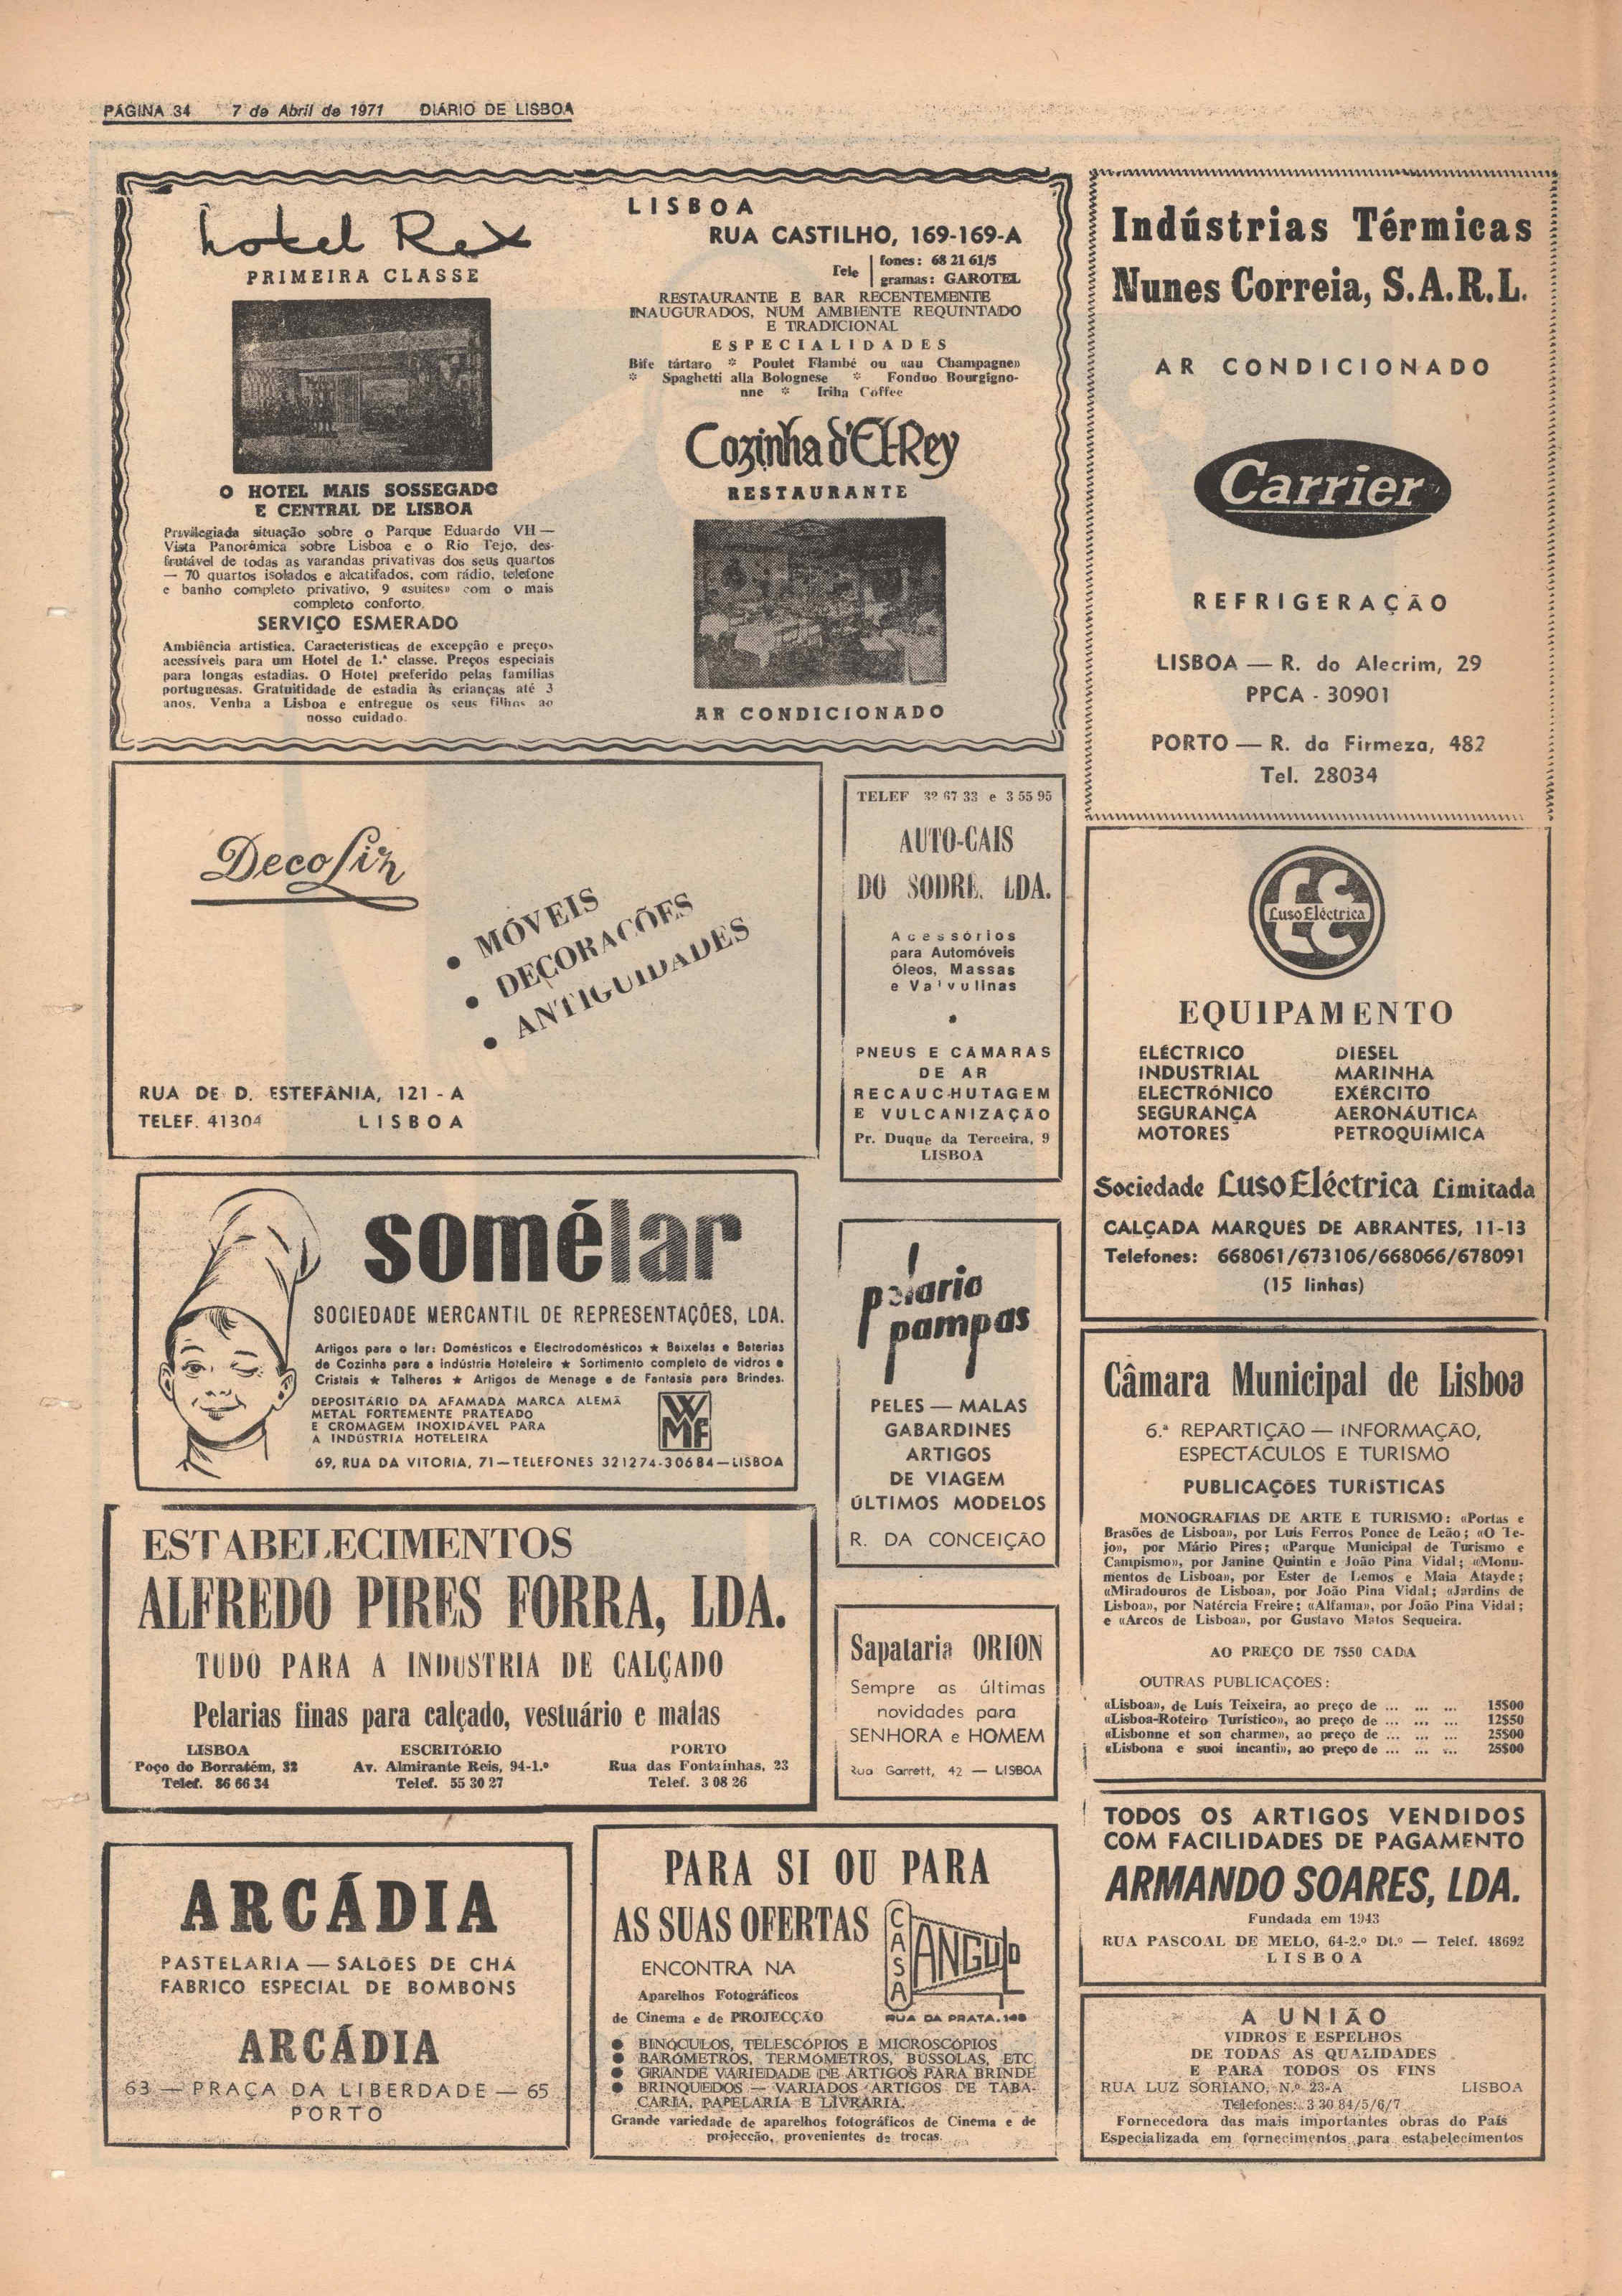 PÁGINA 34 7 de Abril de 1971 DIÁRIO DE LISBOA
hotel Rex
PRIMEIRA CLASSE
O HOTEL MAIS SOSSEGADO
E CENTRAL DE LISBOA
Privilegiada situação sobre o Parque Eduardo VII —
Vista Panorâmica sobre Lisboa e o Rio Tejo, des-
frutável de todas as varandas privativas dos seus quartos
— 70 quartos isolados e alcatifados, com rádio, telefone
e banho completo privativo, 9 «suites» com o mais
completo conforto.
SERVIÇO ESMERADO
Ambiência artística. Características de excepção e preços
acessíveis para um Hotel de 1.ª classe. Preços especiais
para longas estadias. O Hotel preferido pelas famílias
portuguesas. Gratuitidade de estadia às crianças até 3
anos. Venha a Lisboa e entregue os seus filhos ao
nosso cuidado.
LISBOA
RUA CASTILHO, 169-169-A
Tele fones: 68 21 61/5
gramas: GAROTEL
RESTAURANTE E BAR RECENTEMENTE
INAUGURADOS, NUM AMBIENTE REQUINTADO
E TRADICIONAL
ESPECIALIDADES
Bife tártaro * Poulet Flambé ou «au Champagne»
* Spaghetti alla Bolognese * Fonduo Bourgigno-
nne * Iriha Coffee
Cozinha d'El-Rey
RESTAURANTE
AR CONDICIONADO
Indústrias Térmicas
Nunes Correia, S.A.R.L.
AR CONDICIONADO
Carrier
REFRIGERAÇÃO
LISBOA — R. do Alecrim, 29
PPCA - 30901
PORTO — R. da Firmeza, 482
Tel. 28034
Decofir
• MÓVEIS
• DECORAÇÕES
• ANTIGUIDADES
RUA DE D. ESTEFÂNIA, 121 - A
TELEF. 41304 LISBOA
TELEF 32 67 33 e 3 55 95
AUTO-CAIS
DO SODRÉ, LDA.
Acessórios
para Automóveis
Óleos, Massas
e Valvulinas
•
PNEUS E CÂMARAS
DE AR
RECAUCHUTAGEM
E VULCANIZAÇÃO
Pr. Duque da Terceira, 9
LISBOA
LusoEléctrica
EQUIPAMENTO
ELÉCTRICO DIESEL
INDUSTRIAL MARINHA
ELECTRÓNICO EXÉRCITO
SEGURANÇA AERONÁUTICA
MOTORES PETROQUÍMICA
Sociedade LusoEléctrica Limitada
CALÇADA MARQUÊS DE ABRANTES, 11-13
Telefones: 668061/673106/668066/678091
(15 linhas)
somélar
SOCIEDADE MERCANTIL DE REPRESENTAÇÕES, LDA.
Artigos para o lar: Domésticos e Electrodomésticos ★ Baixelas e Baterias
de Cozinha para a indústria Hoteleira ★ Sortimento completo de vidros e
Cristais ★ Talheres ★ Artigos de Menage e de Fantasia para Brindes.
DEPOSITÁRIO DA AFAMADA MARCA ALEMÃ
METAL FORTEMENTE PRATEADO
E CROMAGEM INOXIDÁVEL PARA
A INDÚSTRIA HOTELEIRA
WMF
69, RUA DA VITORIA, 71—TELEFONES 321274-30684—LISBOA
pelaria
pampas
PELES — MALAS
GABARDINES
ARTIGOS
DE VIAGEM
ÚLTIMOS MODELOS
R. DA CONCEIÇÃO
Câmara Municipal de Lisboa
6.ª REPARTIÇÃO — INFORMAÇÃO,
ESPECTÁCULOS E TURISMO
PUBLICAÇÕES TURÍSTICAS
MONOGRAFIAS DE ARTE E TURISMO: «Portas e
Brasões de Lisboa», por Luís Ferros Ponce de Leão; «O Te-
jo», por Mário Pires; «Parque Municipal de Turismo e
Campismo», por Janine Quintin e João Pina Vidal; «Monu-
mentos de Lisboa», por Ester de Lemos e Maia Atayde;
«Miradouros de Lisboa», por João Pina Vidal; «Jardins de
Lisboa», por Natércia Freire; «Alfama», por João Pina Vidal;
e «Arcos de Lisboa», por Gustavo Matos Sequeira.
AO PREÇO DE 7$50 CADA
OUTRAS PUBLICAÇÕES:
«Lisboa», de Luís Teixeira, ao preço de ... ... ... 15$00
«Lisboa-Roteiro Turístico», ao preço de ... ... ... 12$50
«Lisbonne et son charme», ao preço de ... ... ... 25$00
«Lisbona e suoi incanti», ao preço de ... ... ... 25$00
ESTABELECIMENTOS
ALFREDO PIRES FORRA, LDA.
TUDO PARA A INDUSTRIA DE CALÇADO
Pelarias finas para calçado, vestuário e malas
LISBOA ESCRITÓRIO PORTO
Poço do Borratém, 32 Av. Almirante Reis, 94-1.º Rua das Fontaínhas, 23
Telef. 86 66 34 Telef. 55 30 27 Telef. 3 08 26
Sapataria ORION
Sempre as últimas
novidades para
SENHORA e HOMEM
Rua Garrett, 42 — LISBOA
TODOS OS ARTIGOS VENDIDOS
COM FACILIDADES DE PAGAMENTO
ARMANDO SOARES, LDA.
Fundada em 1943
RUA PASCOAL DE MELO, 64-2.º Dt.º — Telef. 48692
LISBOA
ARCÁDIA
PASTELARIA — SALÕES DE CHÁ
FABRICO ESPECIAL DE BOMBONS
ARCÁDIA
63 — PRAÇA DA LIBERDADE — 65
PORTO
PARA SI OU PARA
AS SUAS OFERTAS
ENCONTRA NA
Aparelhos Fotográficos
de Cinema e de PROJECÇÃO
CASA ANGULO
RUA DA PRATA, 148
• BINÓCULOS, TELESCÓPIOS E MICROSCÓPIOS
• BARÓMETROS, TERMÓMETROS, BÚSSOLAS, ETC.
• GRANDE VARIEDADE DE ARTIGOS PARA BRINDE
• BRINQUEDOS — VARIADOS ARTIGOS DE TABA-
CARIA, PAPELARIA E LIVRARIA.
Grande variedade de aparelhos fotográficos de Cinema e de
projecção, provenientes de trocas.
A UNIÃO
VIDROS E ESPELHOS
DE TODAS AS QUALIDADES
E PARA TODOS OS FINS
RUA LUZ SORIANO, N.º 23-A LISBOA
Telefones: 3 30 84/5/6/7
Fornecedora das mais importantes obras do País
Especializada em fornecimentos para estabelecimentos